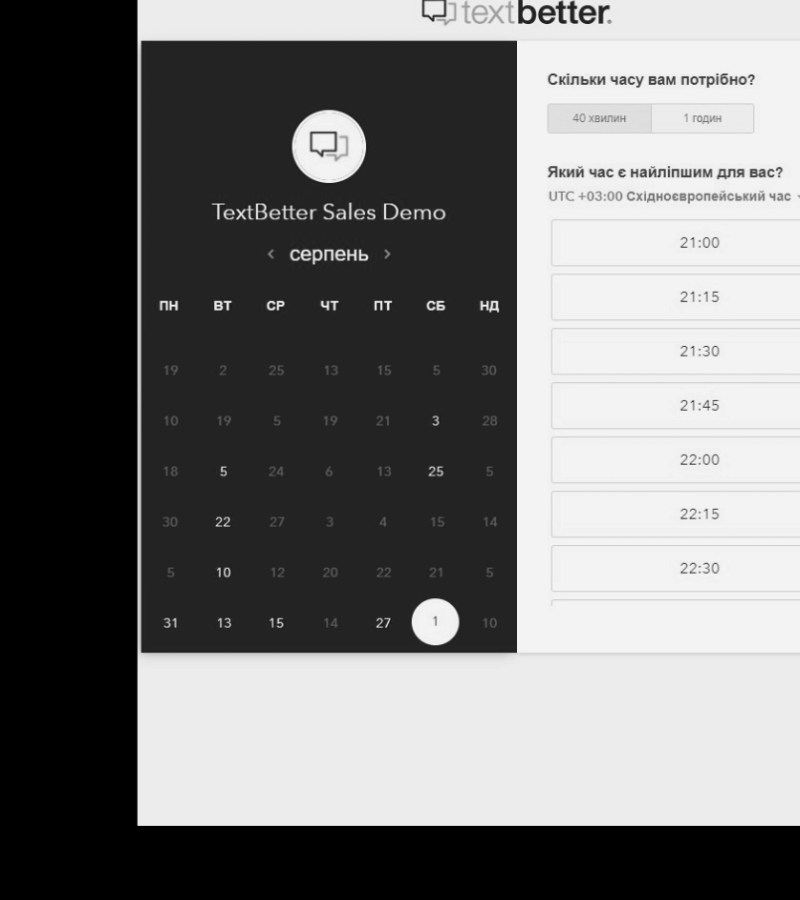 textbetter.
TextBetter Sales Demo
‹ серпень ›
ПН ВТ СР ЧТ ПТ СБ НД
19 2 25 13 15 5 30
10 19 5 19 21 3 28
18 5 24 6 13 25 5
30 22 27 3 4 15 14
5 10 12 20 22 21 5
31 13 15 14 27 1 10
Скільки часу вам потрібно?
40 хвилин 1 годин
Який час є найліпшим для вас?
UTC +03:00 Східноєвропейський час
21:00
21:15
21:30
21:45
22:00
22:15
22:30